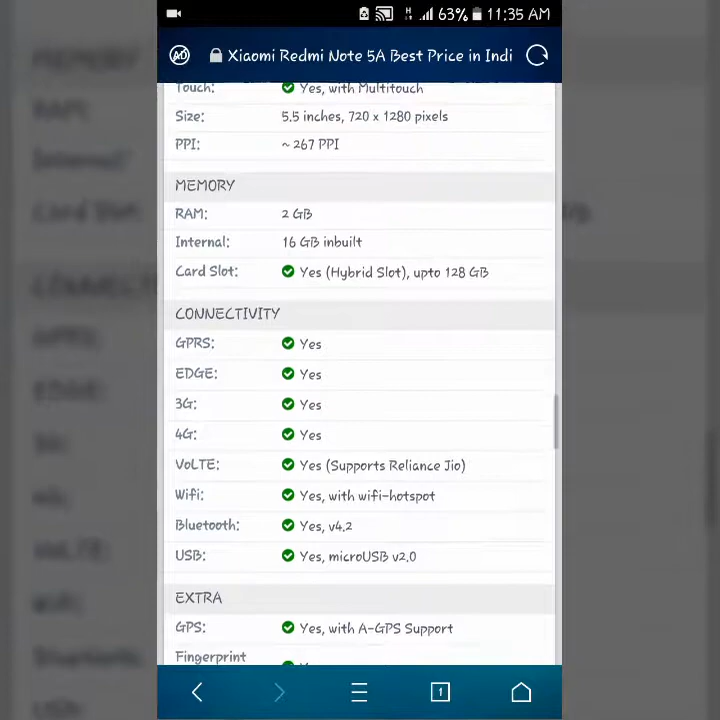 63% 11:35 AM
Xiaomi Redmi Note 5A Best Price in Indi
Touch: Yes, with Multitouch
Size: 5.5 inches, 720 x 1280 pixels
PPI: ~ 267 PPI
MEMORY
RAM: 2 GB
Internal: 16 GB inbuilt
Card Slot: Yes (Hybrid Slot), upto 128 GB
CONNECTIVITY
GPRS: Yes
EDGE: Yes
3G: Yes
4G: Yes
VoLTE: Yes (Supports Reliance Jio)
Wifi: Yes, with wifi-hotspot
Bluetooth: Yes, v4.2
USB: Yes, microUSB v2.0
EXTRA
GPS: Yes, with A-GPS Support
Fingerprint
1